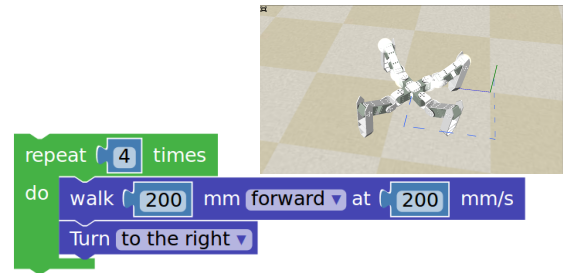 repeat 4 times
do
walk 200 mm forward ▾ at 200 mm/s
Turn to the right ▾